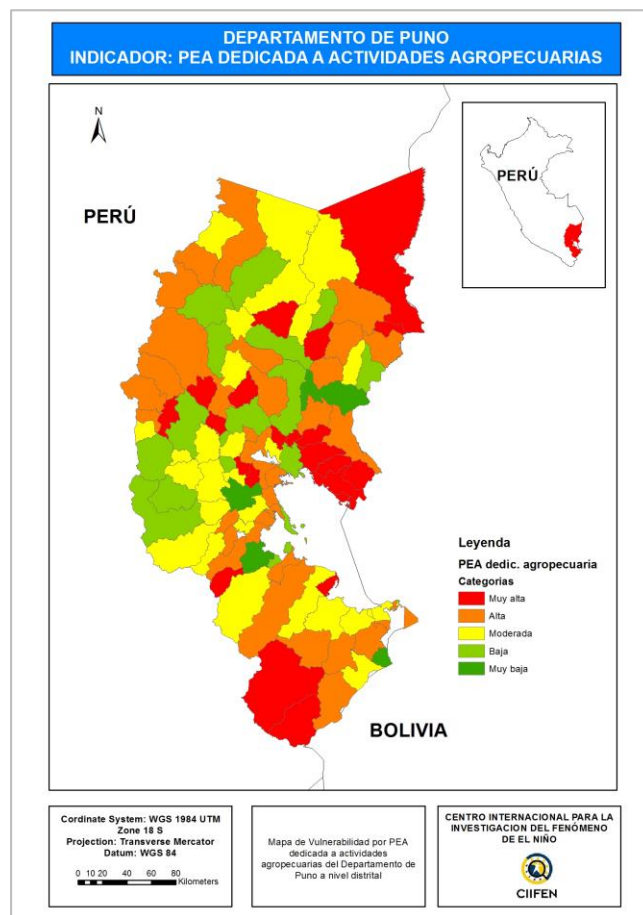 DEPARTAMENTO DE PUNO
INDICADOR: PEA DEDICADA A ACTIVIDADES AGROPECUARIAS
N
PERÚ
PERÚ
Leyenda
PEA dedic. agropecuaria
Categorias
Muy alta
Alta
Moderada
Baja
Muy baja
BOLIVIA
Cordinate System: WGS 1984 UTM
Zone 18 S
Projection: Transverse Mercator
Datum: WGS 84
0 10 20 40 60 80
Kilometers
Mapa de Vulnerabilidad por PEA
dedicada a actividades
agropecuarias del Departamento de
Puno a nivel distrital
CENTRO INTERNACIONAL PARA LA
INVESTIGACION DEL FENÓMENO
DE EL NIÑO
CIIFEN